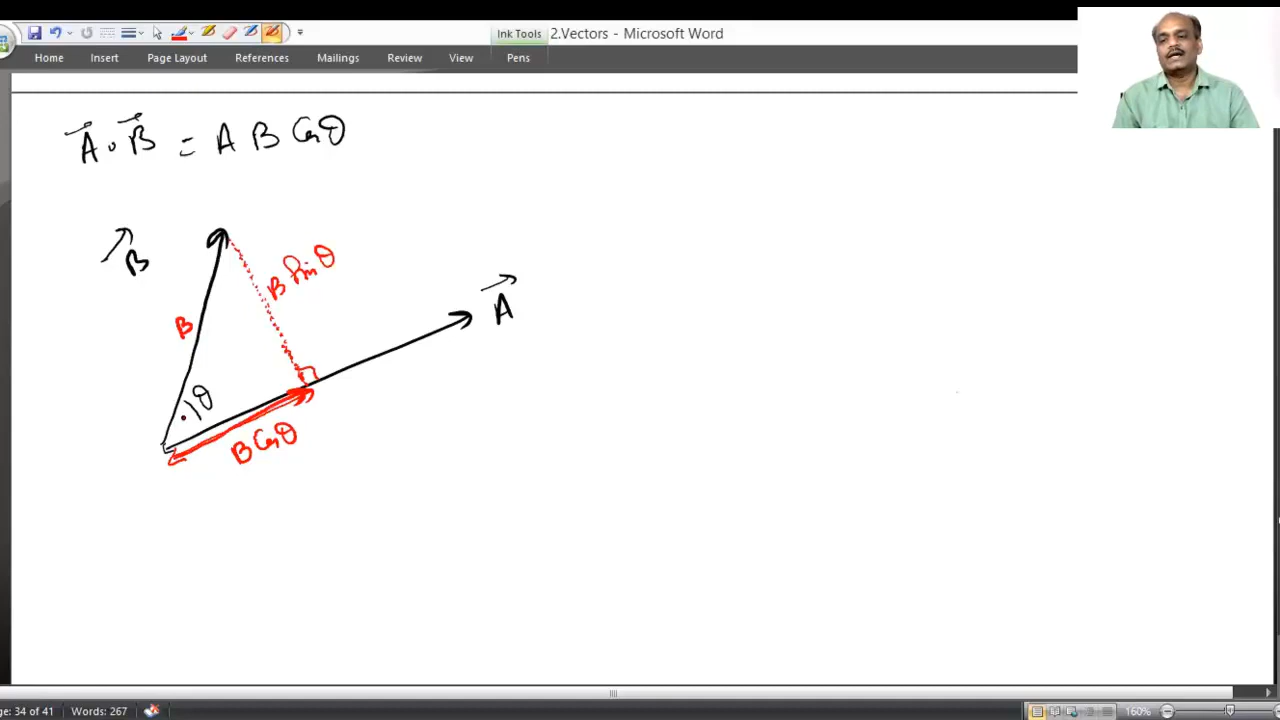 Ink Tools 2.Vectors - Microsoft Word
Home Insert Page Layout References Mailings Review View Pens
A⃗ • B⃗ = A B Cosθ
B⃗
B Sinθ
A⃗
B
θ
B Cosθ
ge: 34 of 41 Words: 267 160%